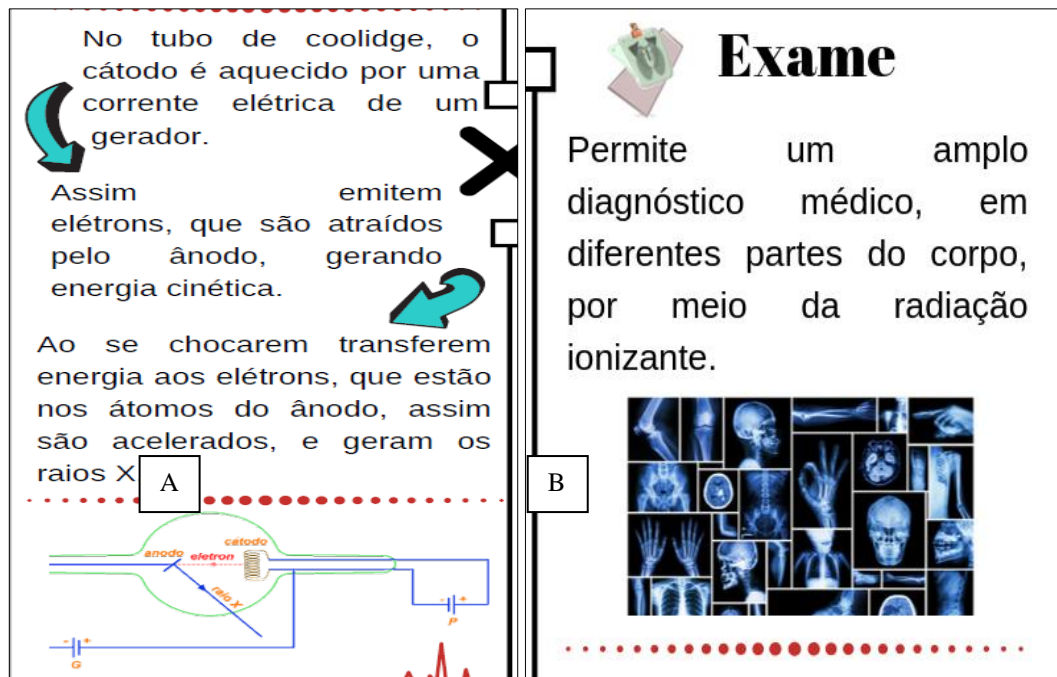 No tubo de coolidge, o
cátodo é aquecido por uma
corrente elétrica de um
gerador.
Assim emitem
elétrons, que são atraídos
pelo ânodo, gerando
energia cinética.
Ao se chocarem transferem
energia aos elétrons, que estão
nos átomos do ânodo, assim
são acelerados, e geram os
raios X
A
anodo
eletron
catodo
raio X
- +
P
- +
G
Exame
Permite um amplo
diagnóstico médico, em
diferentes partes do corpo,
por meio da radiação
ionizante.
B